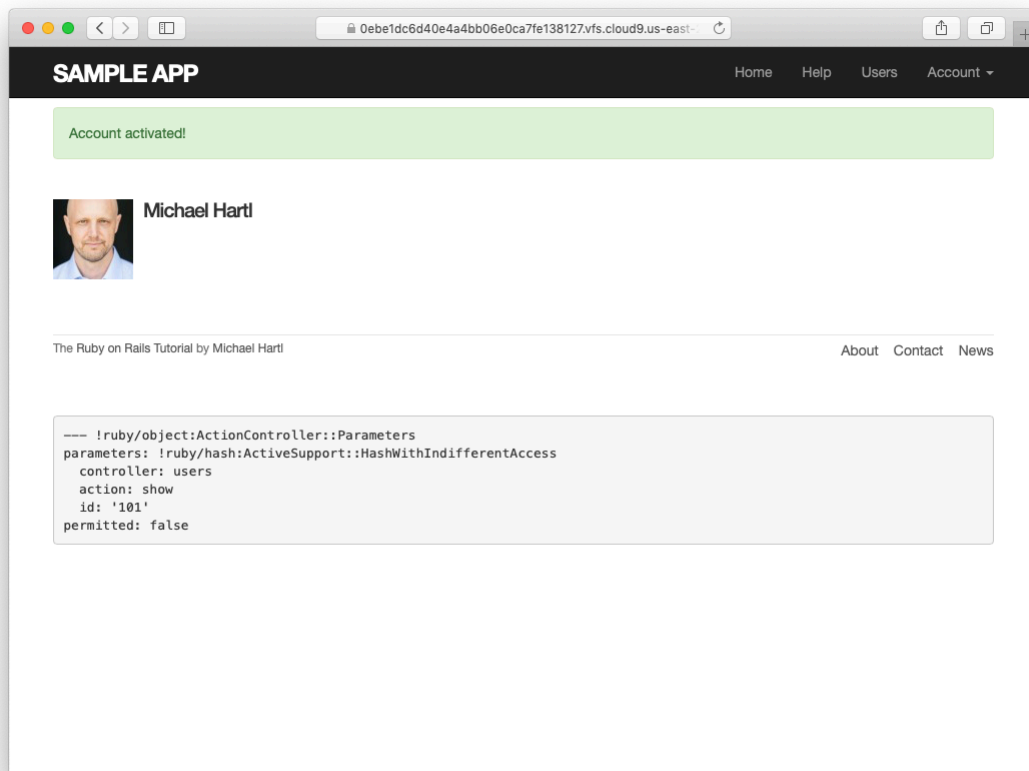 0ebe1dc6d40e4a4bb06e0ca7fe138127.vfs.cloud9.us-east-
SAMPLE APP
Home Help Users Account
Account activated!
Michael Hartl
The Ruby on Rails Tutorial by Michael Hartl
About Contact News
--- !ruby/object:ActionController::Parameters
parameters: !ruby/hash:ActiveSupport::HashWithIndifferentAccess
  controller: users
  action: show
  id: '101'
permitted: false